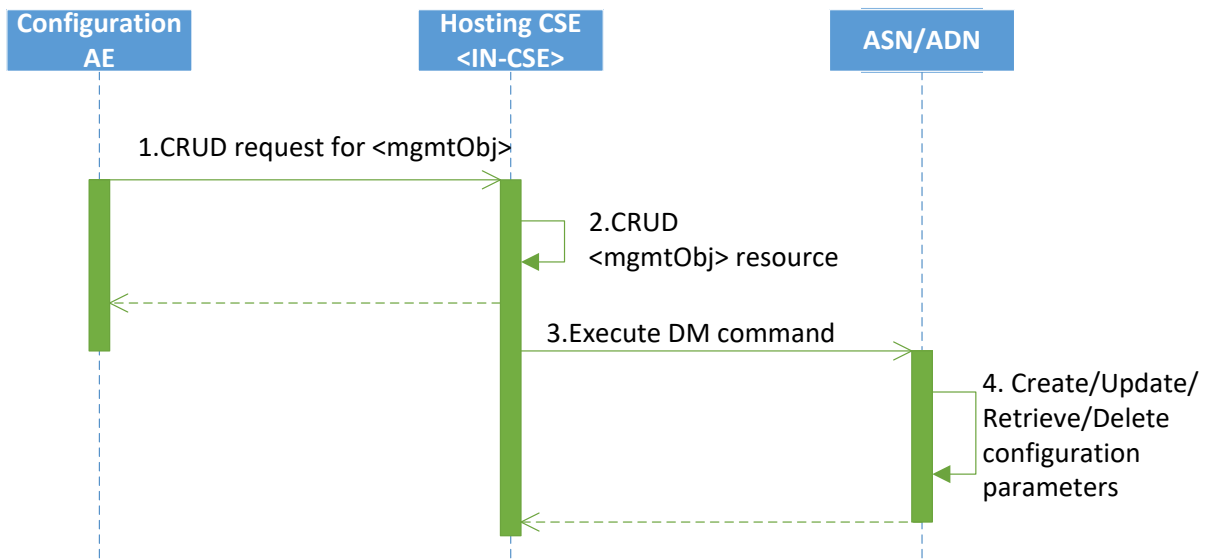 Configuration
AE
Hosting CSE
<IN-CSE>
ASN/ADN
1.CRUD request for <mgmtObj>
2.CRUD
<mgmtObj> resource
3.Execute DM command
4. Create/Update/
Retrieve/Delete
configuration
parameters